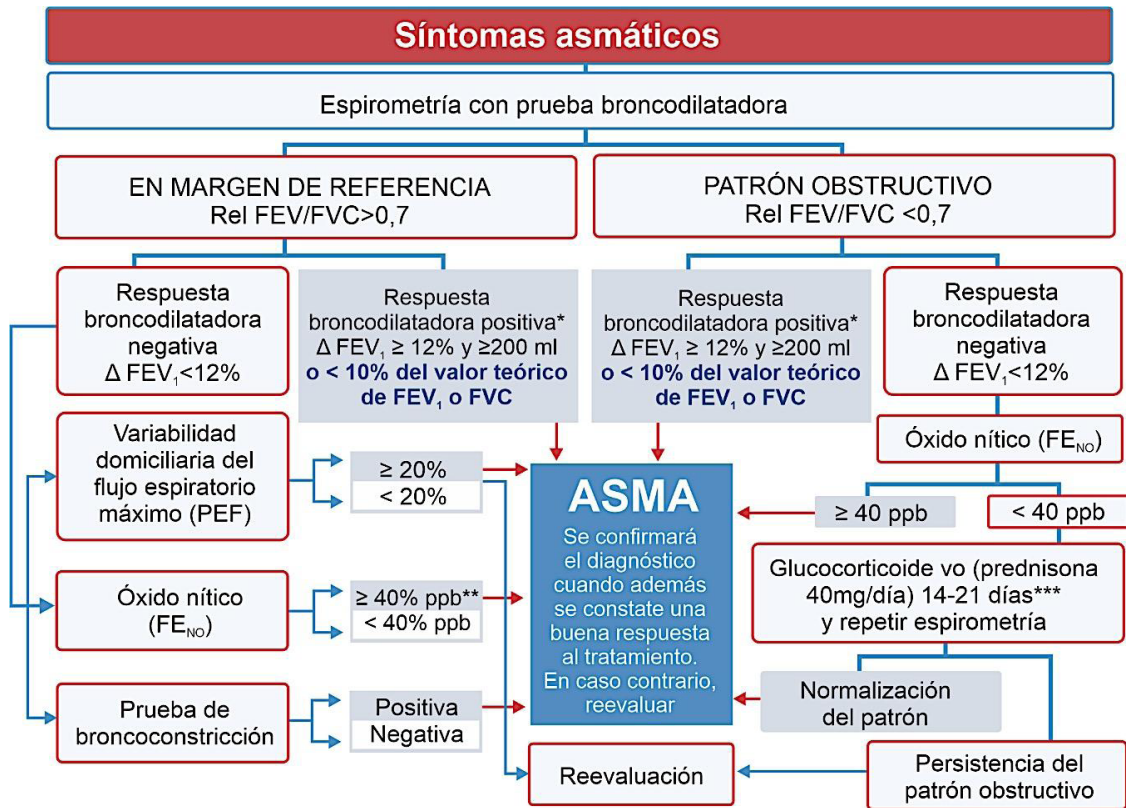 Síntomas asmáticos
Espirometría con prueba broncodilatadora
EN MARGEN DE REFERENCIA
Rel FEV/FVC>0,7
PATRÓN OBSTRUCTIVO
Rel FEV/FVC <0,7
Respuesta
broncodilatadora
negativa
Δ FEV₁<12%
Respuesta
broncodilatadora positiva*
Δ FEV₁ ≥ 12% y ≥200 ml
o < 10% del valor teórico
de FEV₁ o FVC
Respuesta
broncodilatadora positiva*
Δ FEV₁ ≥ 12% y ≥200 ml
o < 10% del valor teórico
de FEV₁ o FVC
Respuesta
broncodilatadora
negativa
Δ FEV₁<12%
Variabilidad
domiciliaria del
flujo espiratorio
máximo (PEF)
≥ 20%
< 20%
Óxido nítico
(FE_NO)
≥ 40% ppb**
< 40% ppb
Prueba de
broncoconstricción
Positiva
Negativa
ASMA
Se confirmará
el diagnóstico
cuando además
se constate una
buena respuesta
al tratamiento.
En caso contrario,
reevaluar
Óxido nítico (FE_NO)
≥ 40 ppb
< 40 ppb
Glucocorticoide vo (prednisona
40mg/día) 14-21 días***
y repetir espirometría
Normalización
del patrón
Persistencia del
patrón obstructivo
Reevaluación